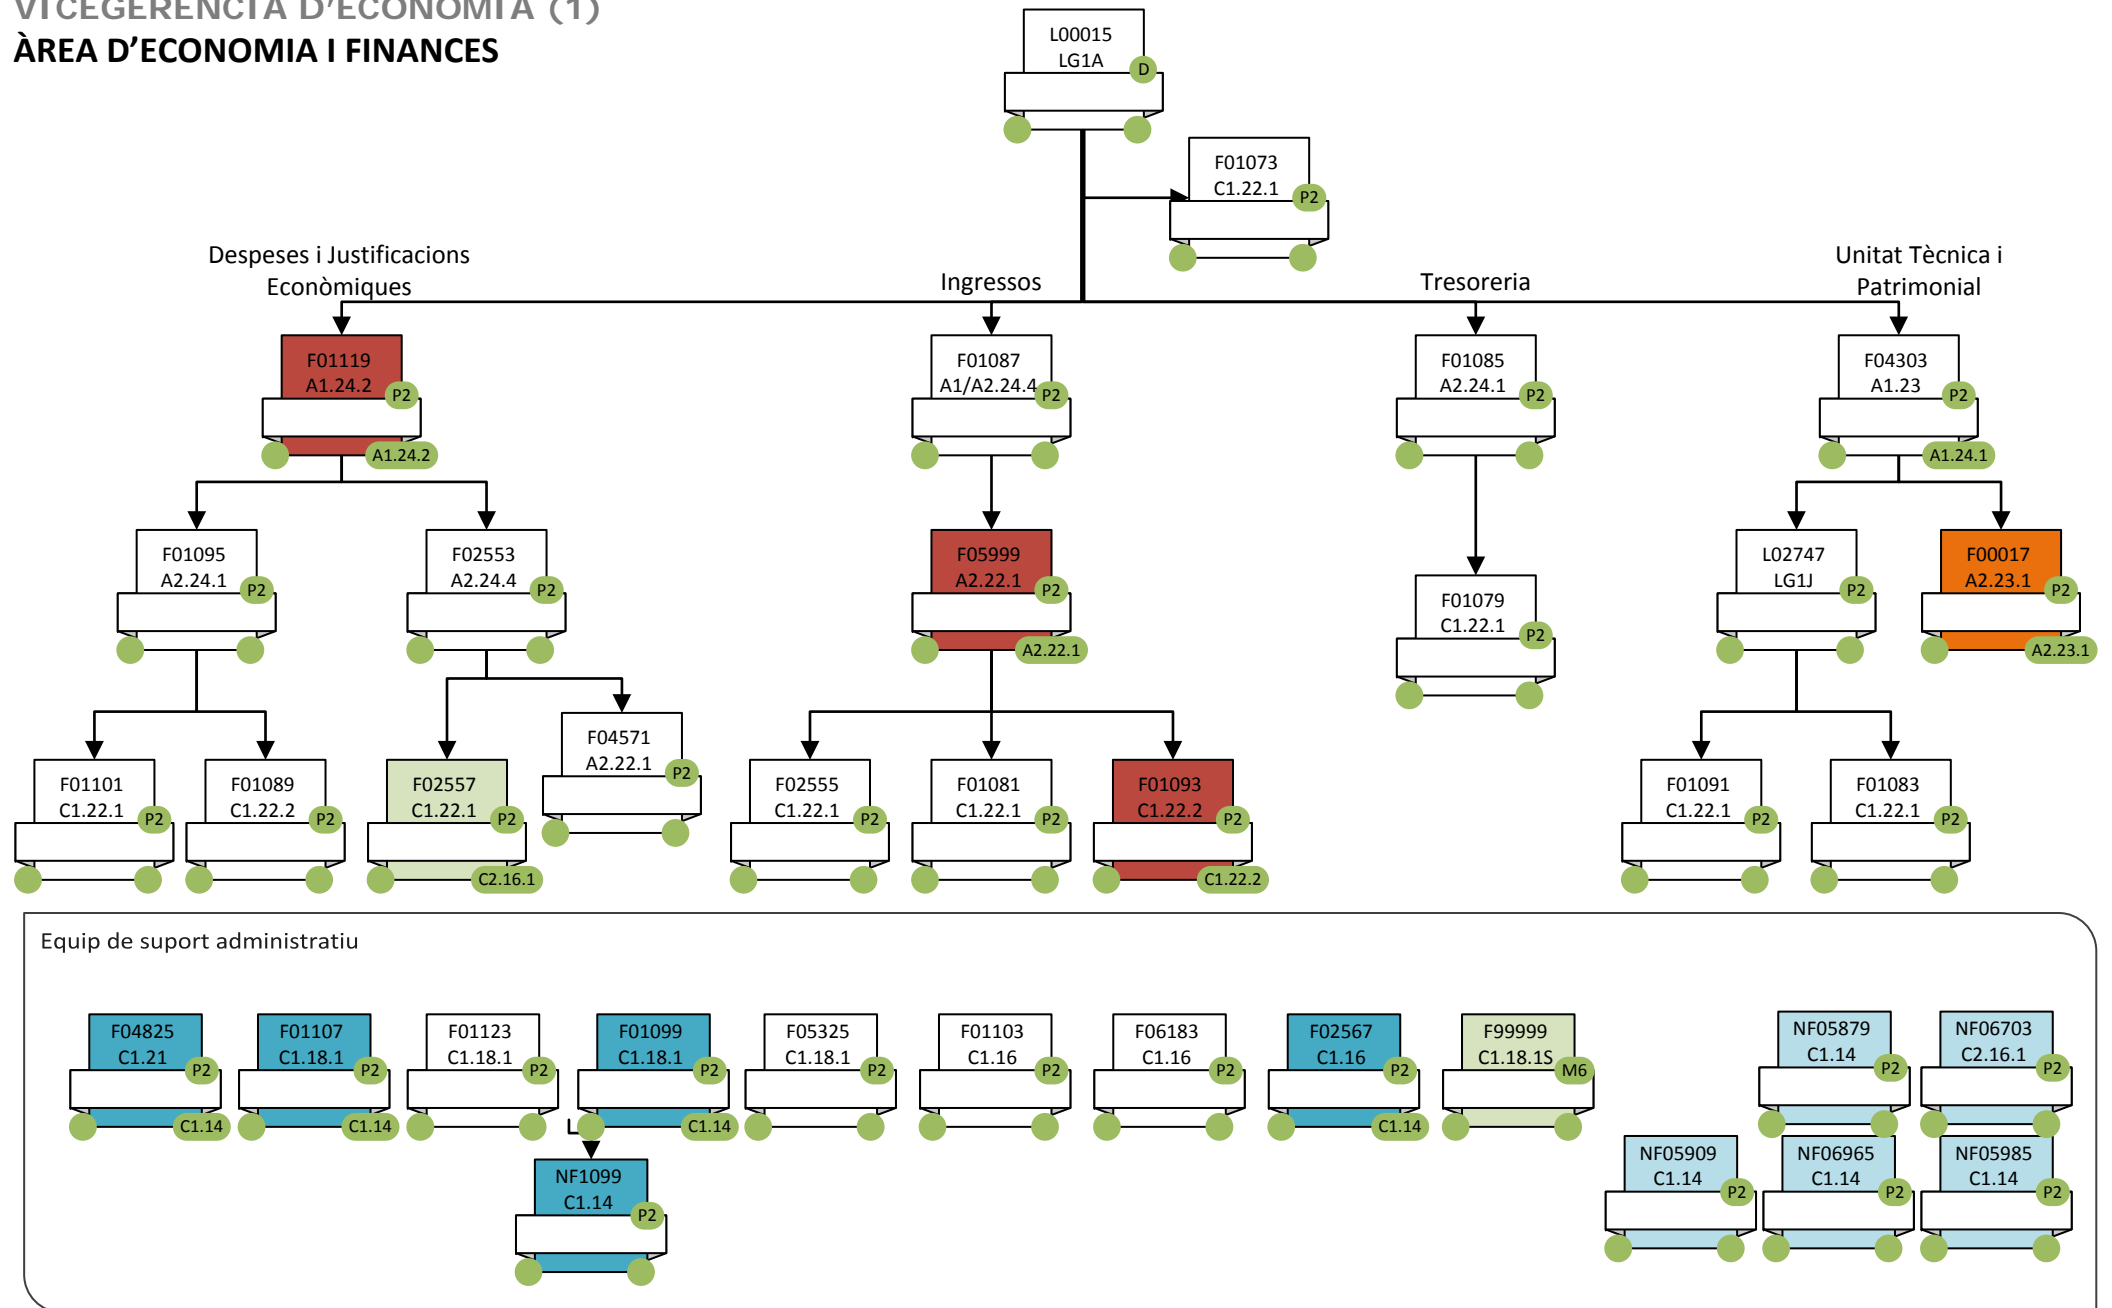 VICEGERÈNCIA D'ECONOMIA (1)
ÀREA D'ECONOMIA I FINANCES
L00015
LG1A
D
F01073
C1.22.1
P2
Despeses i Justificacions
Econòmiques
Ingressos
Tresoreria
Unitat Tècnica i
Patrimonial
F01119
A1.24.2
P2
A1.24.2
F01087
A1/A2.24.4
P2
F01085
A2.24.1
P2
F04303
A1.23
P2
A1.24.1
F01095
A2.24.1
P2
F02553
A2.24.4
P2
F05999
A2.22.1
P2
A2.22.1
F01079
C1.22.1
P2
L02747
LG1J
P2
F00017
A2.23.1
P2
A2.23.1
F01101
C1.22.1
P2
F01089
C1.22.2
P2
F02557
C1.22.1
P2
C2.16.1
F04571
A2.22.1
P2
F02555
C1.22.1
P2
F01081
C1.22.1
P2
F01093
C1.22.2
P2
C1.22.2
F01091
C1.22.1
P2
F01083
C1.22.1
P2
Equip de suport administratiu
F04825
C1.21
P2
C1.14
F01107
C1.18.1
P2
C1.14
F01123
C1.18.1
P2
F01099
C1.18.1
P2
C1.14
F05325
C1.18.1
P2
F01103
C1.16
P2
F06183
C1.16
P2
F02567
C1.16
P2
C1.14
F99999
C1.18.1S
M6
NF05879
C1.14
P2
NF06703
C2.16.1
P2
NF1099
C1.14
P2
NF05909
C1.14
P2
NF06965
C1.14
P2
NF05985
C1.14
P2